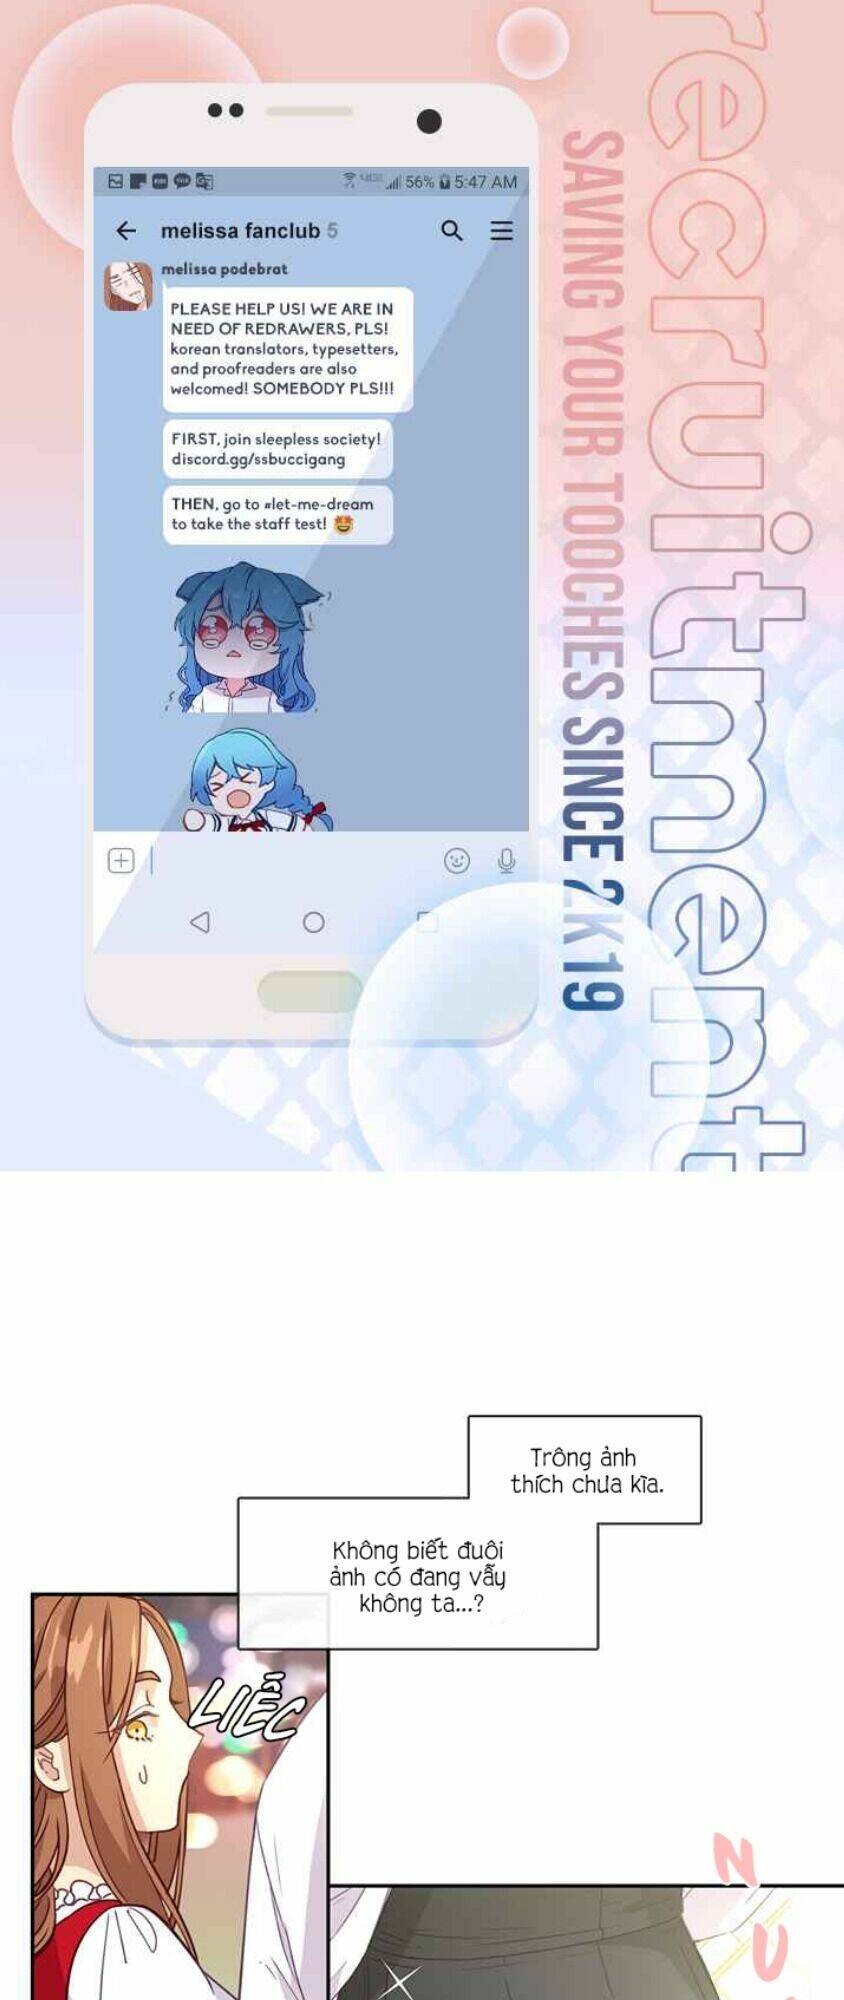 recruitment
SAVING YOUR TOOCHES SINCE 2K19
56% 5:47 AM
melissa fanclub 5
melissa podebrat
PLEASE HELP US! WE ARE IN
NEED OF REDRAWERS, PLS!
korean translators, typesetters,
and proofreaders are also
welcomed! SOMEBODY PLS!!!
FIRST, join sleepless society!
discord.gg/ssbuccigang
THEN, go to #let-me-dream
to take the staff test!
Trông ảnh
thích chưa kĩa.
Không biết đuôi
ảnh có đang vẫy
không ta...?
LIẾC
NU